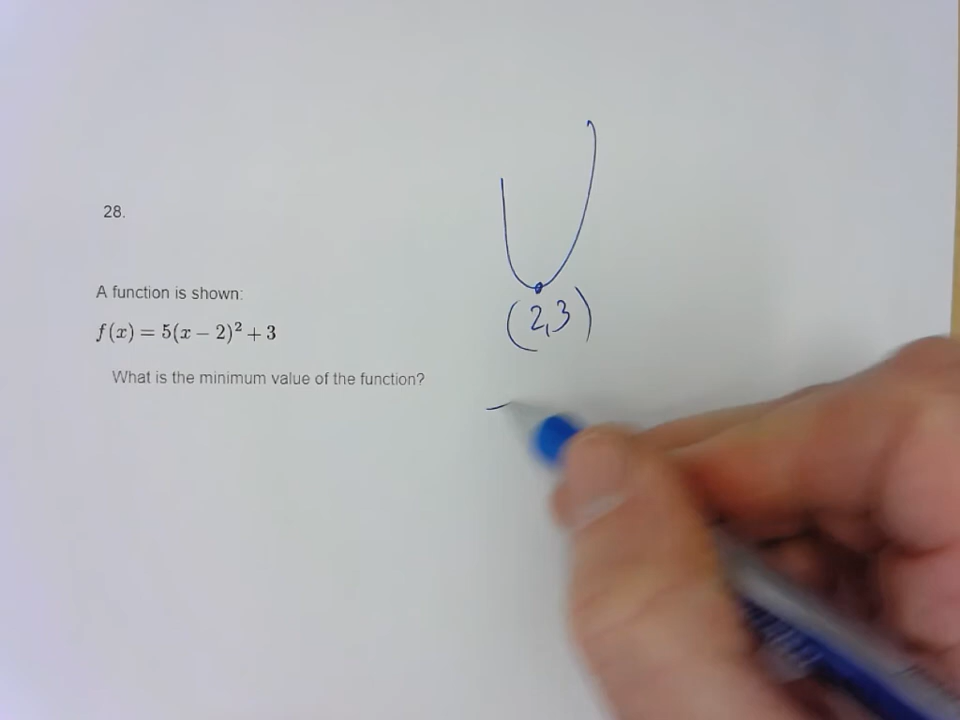 28.
A function is shown:
f(x) = 5(x − 2)² + 3
What is the minimum value of the function?
(2,3)